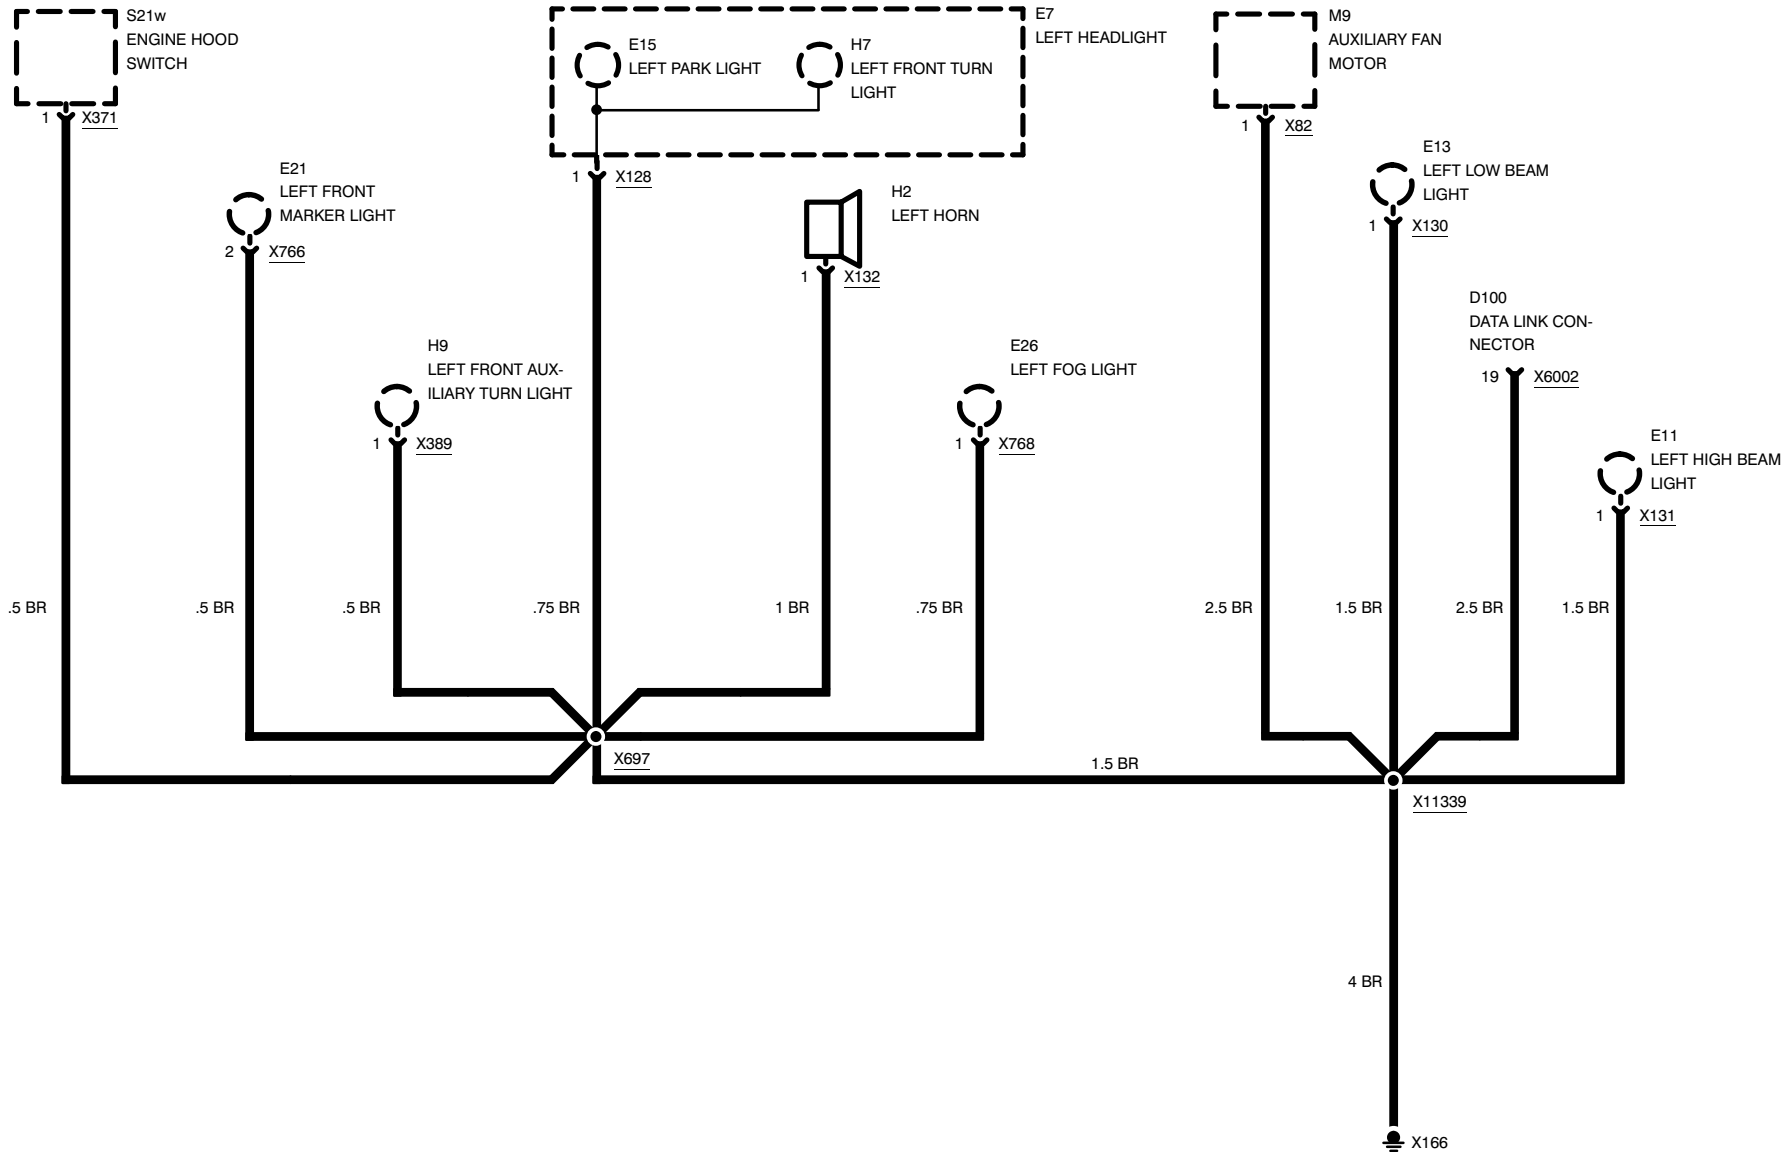 S21w
ENGINE HOOD
SWITCH
1 X371
E7
LEFT HEADLIGHT
E15
LEFT PARK LIGHT
H7
LEFT FRONT TURN
LIGHT
1 X128
M9
AUXILIARY FAN
MOTOR
1 X82
E21
LEFT FRONT
MARKER LIGHT
2 X766
H2
LEFT HORN
1 X132
E13
LEFT LOW BEAM
LIGHT
1 X130
D100
DATA LINK CON-
NECTOR
19 X6002
H9
LEFT FRONT AUX-
ILIARY TURN LIGHT
1 X389
E26
LEFT FOG LIGHT
1 X768
E11
LEFT HIGH BEAM
LIGHT
1 X131
.5 BR
.5 BR
.5 BR
.75 BR
1 BR
.75 BR
2.5 BR
1.5 BR
2.5 BR
1.5 BR
X697
1.5 BR
X11339
4 BR
X166